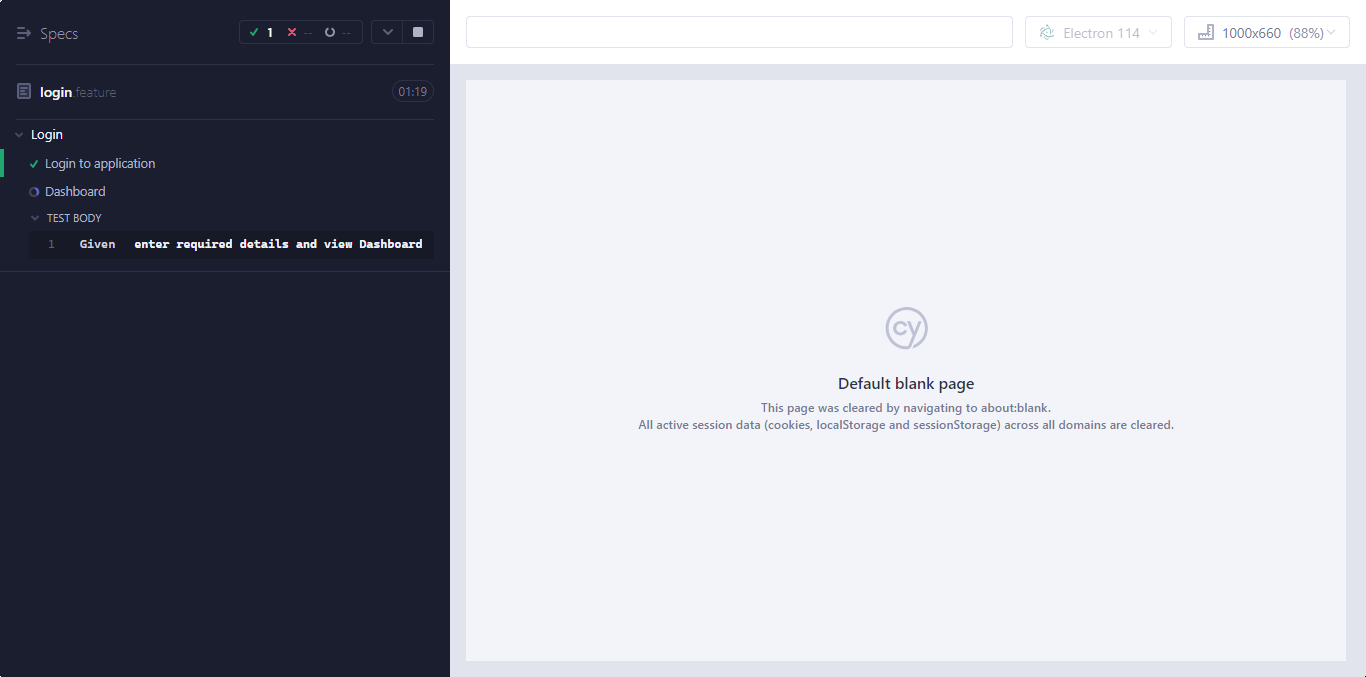 Specs
1 -- --
login.feature 01:19
Login
Login to application
Dashboard
TEST BODY
1 Given enter required details and view Dashboard
Electron 114
1000x660 (88%)
cy
Default blank page
This page was cleared by navigating to about:blank.
All active session data (cookies, localStorage and sessionStorage) across all domains are cleared.